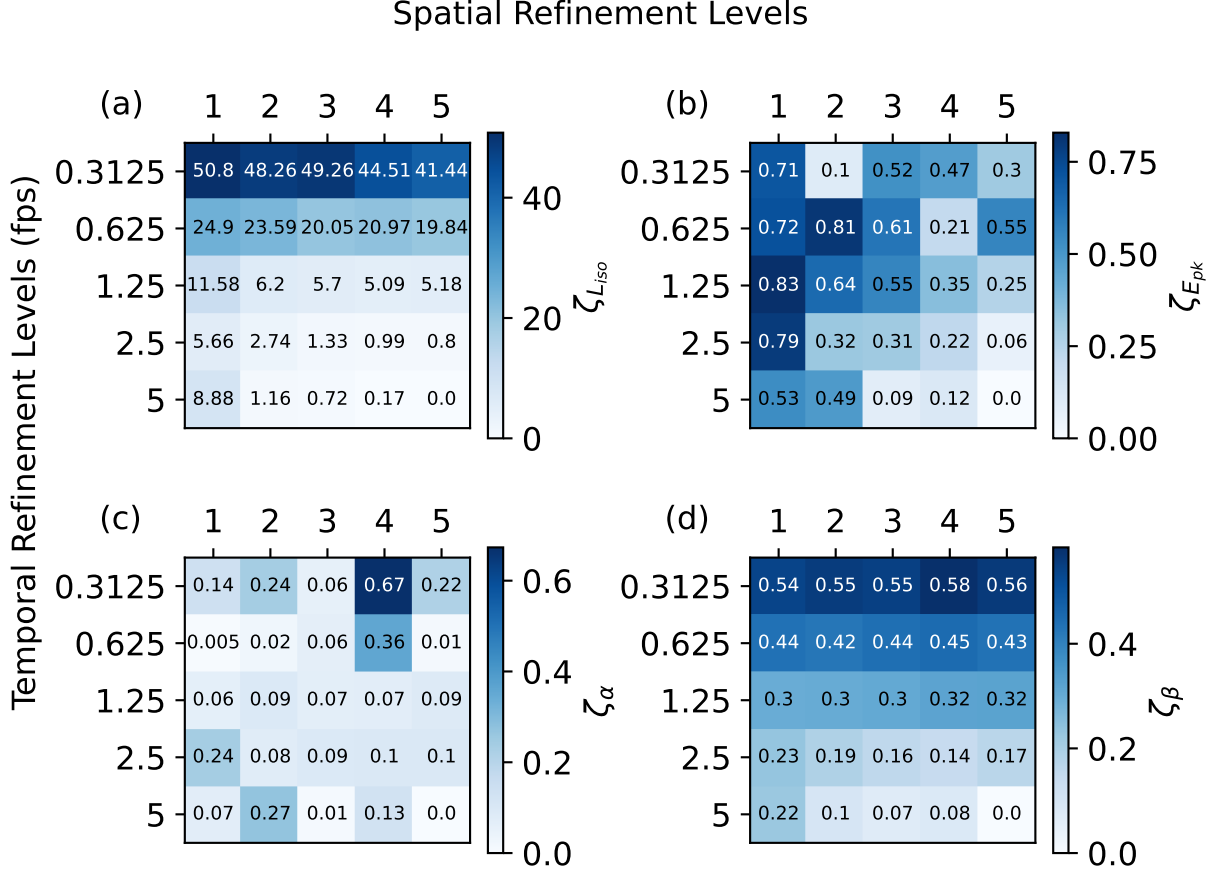 Spatial Refinement Levels
Temporal Refinement Levels (fps)
(a)
1 2 3 4 5
0.3125 50.8 48.26 49.26 44.51 41.44
0.625 24.9 23.59 20.05 20.97 19.84
1.25 11.58 6.2 5.7 5.09 5.18
2.5 5.66 2.74 1.33 0.99 0.8
5 8.88 1.16 0.72 0.17 0.0
40
20
0
ζ_{L_{iso}}
(b)
1 2 3 4 5
0.3125 0.71 0.1 0.52 0.47 0.3
0.625 0.72 0.81 0.61 0.21 0.55
1.25 0.83 0.64 0.55 0.35 0.25
2.5 0.79 0.32 0.31 0.22 0.06
5 0.53 0.49 0.09 0.12 0.0
0.75
0.50
0.25
0.00
ζ_{E_{pk}}
(c)
1 2 3 4 5
0.3125 0.14 0.24 0.06 0.67 0.22
0.625 0.005 0.02 0.06 0.36 0.01
1.25 0.06 0.09 0.07 0.07 0.09
2.5 0.24 0.08 0.09 0.1 0.1
5 0.07 0.27 0.01 0.13 0.0
0.6
0.4
0.2
0.0
ζ_α
(d)
1 2 3 4 5
0.3125 0.54 0.55 0.55 0.58 0.56
0.625 0.44 0.42 0.44 0.45 0.43
1.25 0.3 0.3 0.3 0.32 0.32
2.5 0.23 0.19 0.16 0.14 0.17
5 0.22 0.1 0.07 0.08 0.0
0.4
0.2
0.0
ζ_β